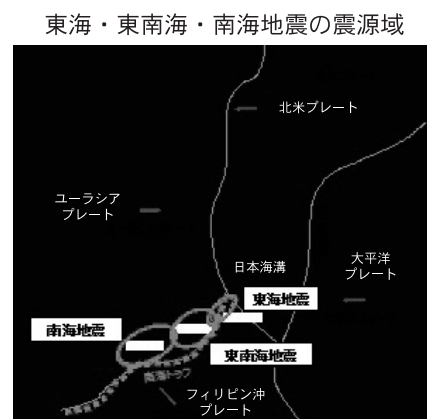 東海・東南海・南海地震の震源域
北米プレート
ユーラシア
プレート
日本海溝
大平洋
プレート
東海地震
南海地震
東南海地震
南海トラフ
フィリピン沖
プレート